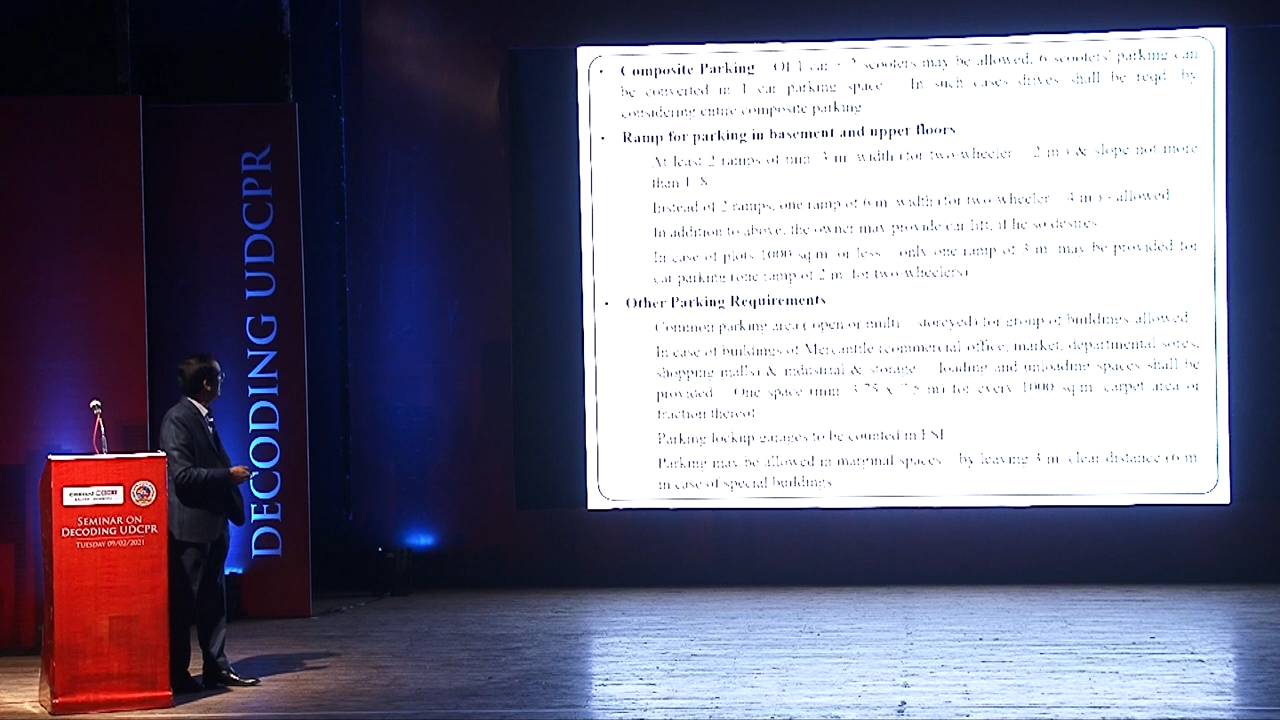 Composite Parking Of 1 car + 2 scooters may be allowed, 6 scooters' parking can
be converted in 1 car parking space In such cases drives shall be reqd. by
considering entire composite parking
Ramp for parking in basement and upper floors
At least 2 ramps of min. 3 m. width (for two wheeler 2 m.) & slope not more
than 1:8
Instead of 2 ramps, one ramp of 6 m. width (for two wheeler 4 m.) allowed
In addition to above, the owner may provide car lift, if he so desires
In case of plots 1000 sq.m. or less only one ramp of 3 m. may be provided for
car parking (one ramp of 2 m. for two wheelers)
Other Parking Requirements
Common parking area (open or multi storeyed) for group of buildings allowed
In case of buildings of Mercantile (commercial office, market, departmental sores,
shopping mall's) & industrial & storage loading and unloading spaces shall be
provided One space (min. 3.75 x 7.5 m) for every 1000 sq.m. carpet area or
fraction thereof
Parking lockup garages to be counted in FSI
Parking may be allowed in marginal spaces by leaving 3 m. clear distance (6 m
in case of special buildings
DECODING UDCPR
SEMINAR ON
DECODING UDCPR
TUESDAY 09/02/2021